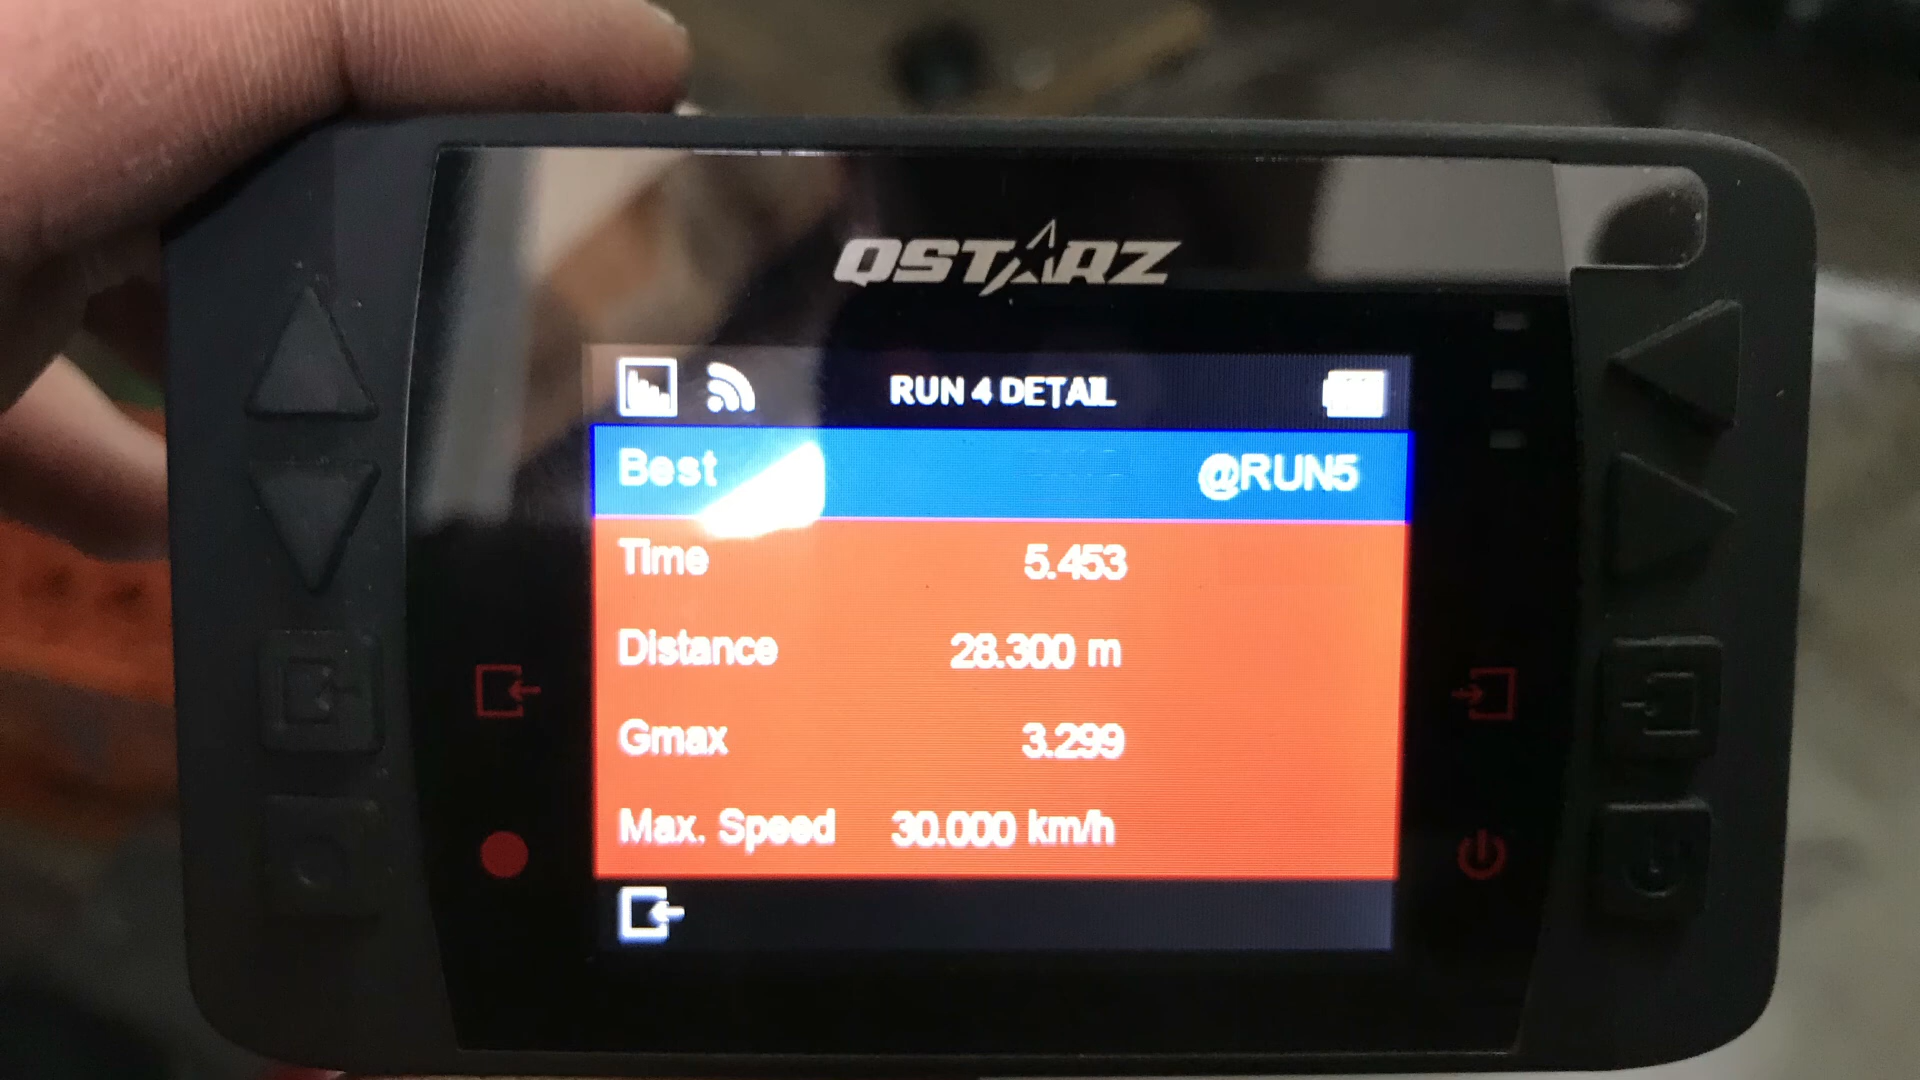 QSTARZ
RUN 4 DETAIL
Best @RUN5
Time 5.453
Distance 28.300 m
Gmax 3.299
Max. Speed 30.000 km/h